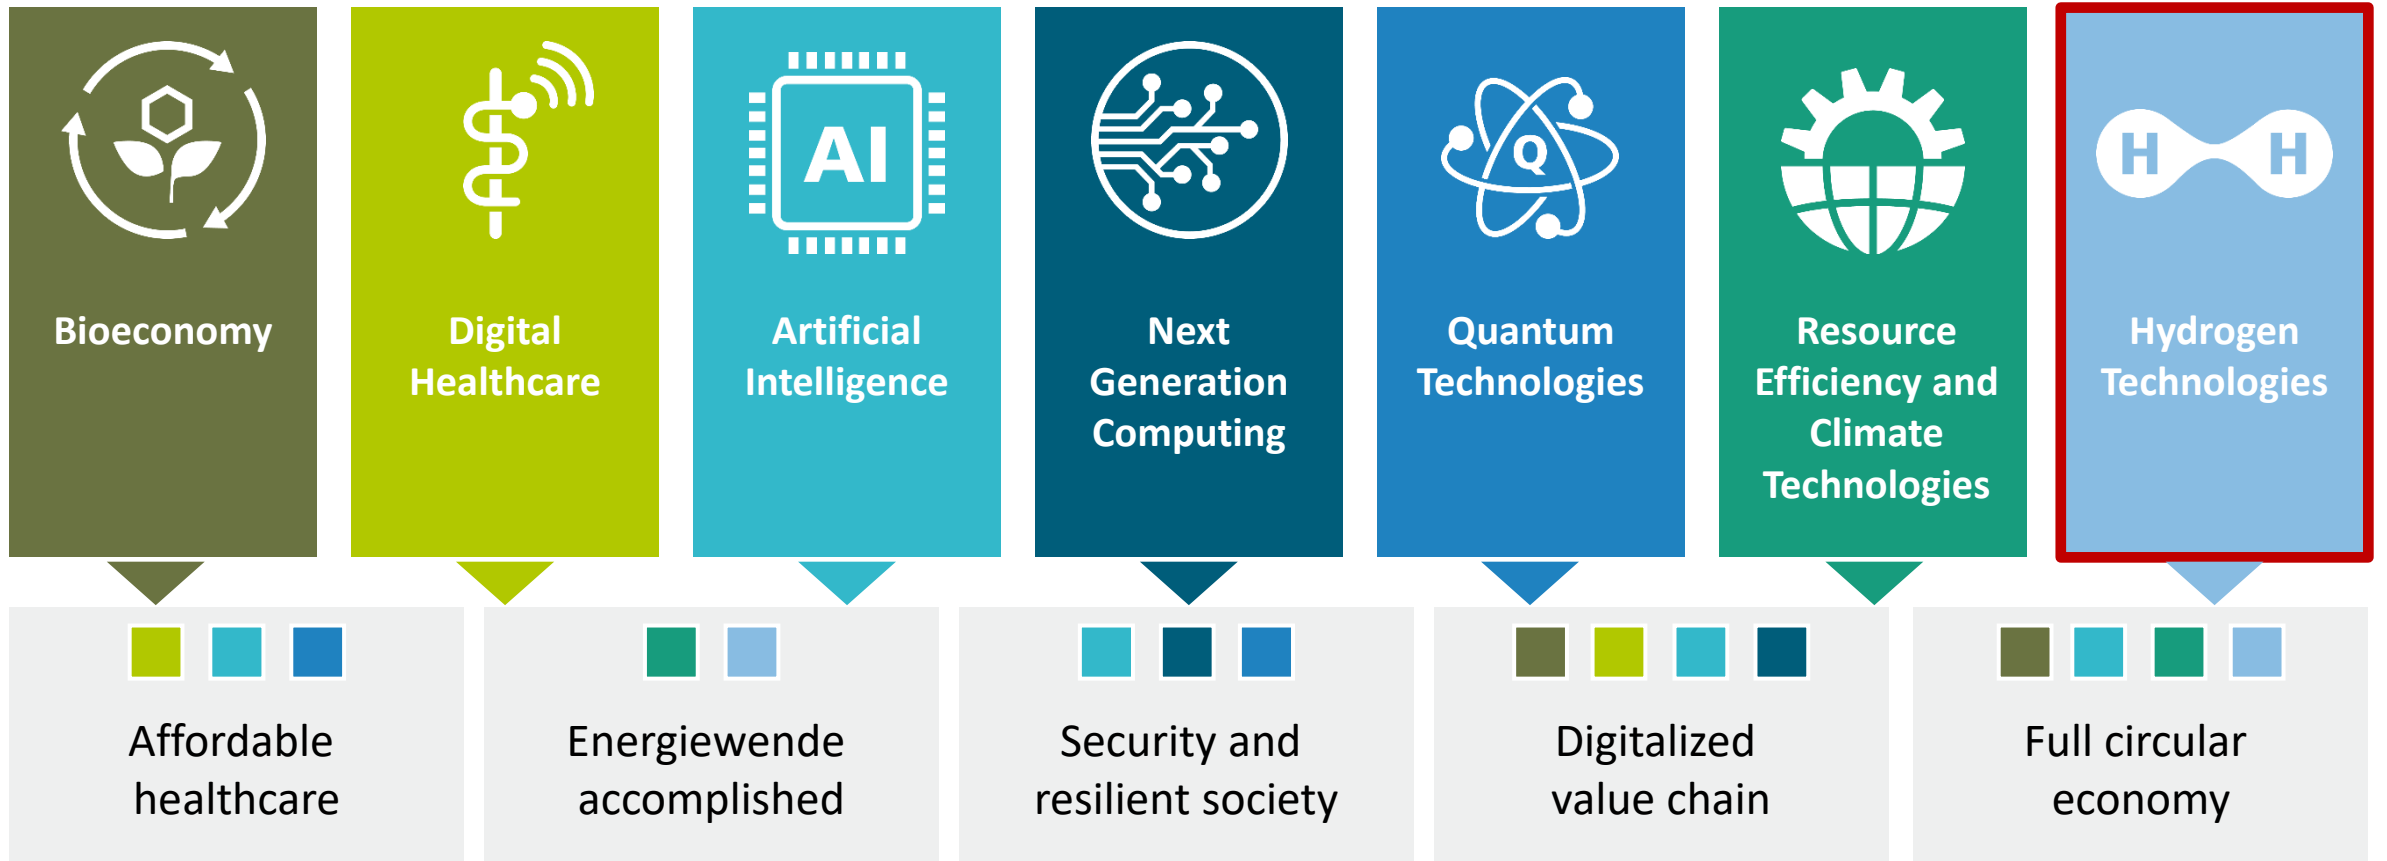 AI
Q
H H
Bioeconomy
Digital
Healthcare
Artificial
Intelligence
Next
Generation
Computing
Quantum
Technologies
Resource
Efficiency and
Climate
Technologies
Hydrogen
Technologies
Affordable
healthcare
Energiewende
accomplished
Security and
resilient society
Digitalized
value chain
Full circular
economy